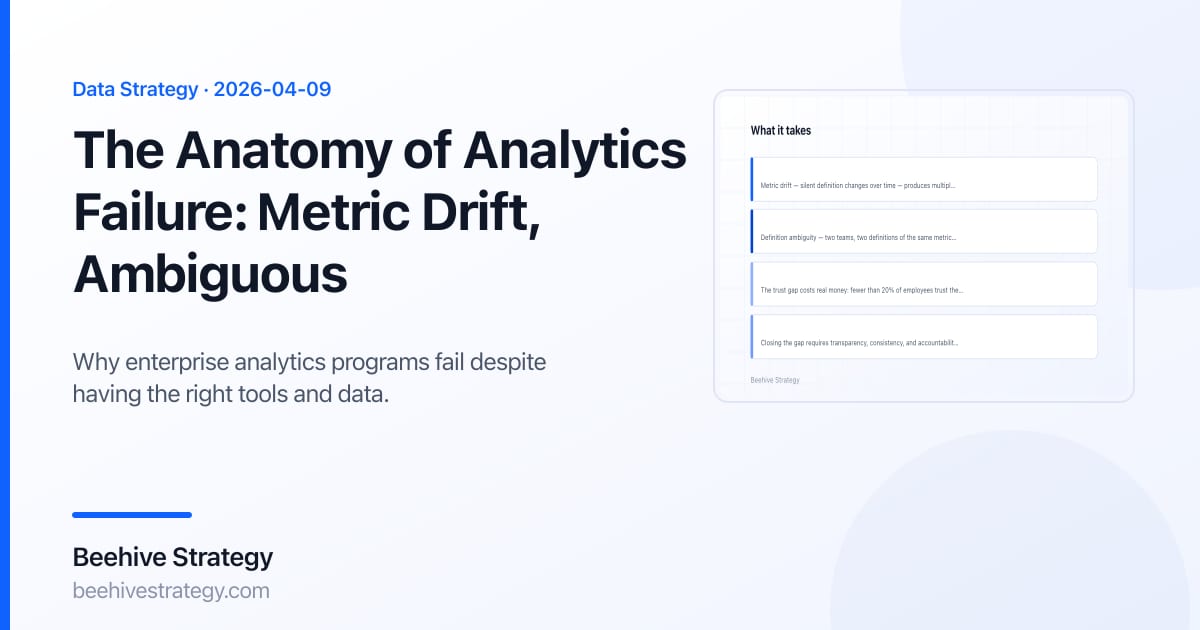 Data Strategy · 2026-04-09
The Anatomy of Analytics
Failure: Metric Drift,
Ambiguous
Why enterprise analytics programs fail despite
having the right tools and data.
Beehive Strategy
beehivestrategy.com
What it takes
Metric drift — silent definition changes over time — produces multipl...
Definition ambiguity — two teams, two definitions of the same metric...
The trust gap costs real money: fewer than 20% of employees trust the...
Closing the gap requires transparency, consistency, and accountabilit...
Beehive Strategy